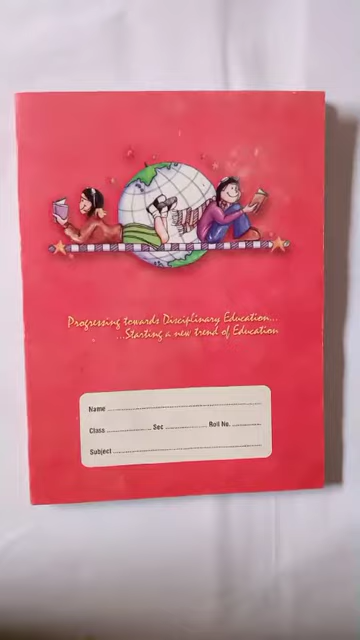 Progressing towards Disciplinary Education...
...Starting a new trend of Education
Name ........................................
Class .................. Sec .................. Roll No. ............
Subject ........................................